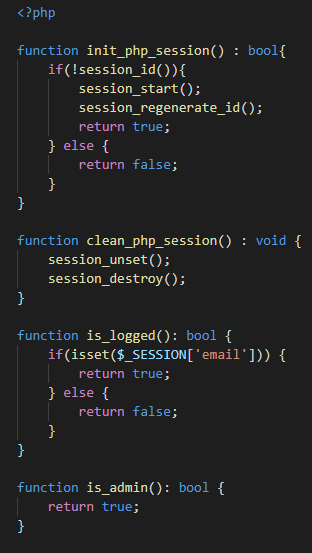 <?php

function init_php_session() : bool{
    if(!session_id()){
        session_start();
        session_regenerate_id();
        return true;
    } else {
        return false;
    }
}

function clean_php_session() : void {
    session_unset();
    session_destroy();
}

function is_logged(): bool {
    if(isset($_SESSION['email'])) {
        return true;
    } else {
        return false;
    }
}

function is_admin(): bool {
    return true;
}